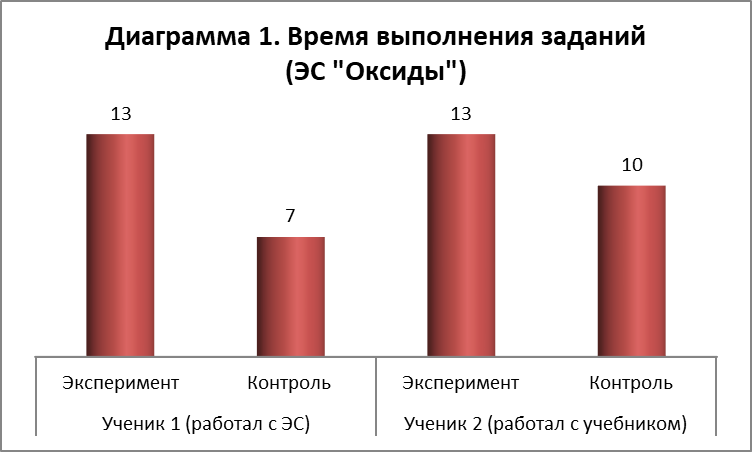 Диаграмма 1. Время выполнения заданий
(ЭС "Оксиды")
13
7
13
10
Эксперимент
Контроль
Эксперимент
Контроль
Ученик 1 (работал с ЭС)
Ученик 2 (работал с учебником)